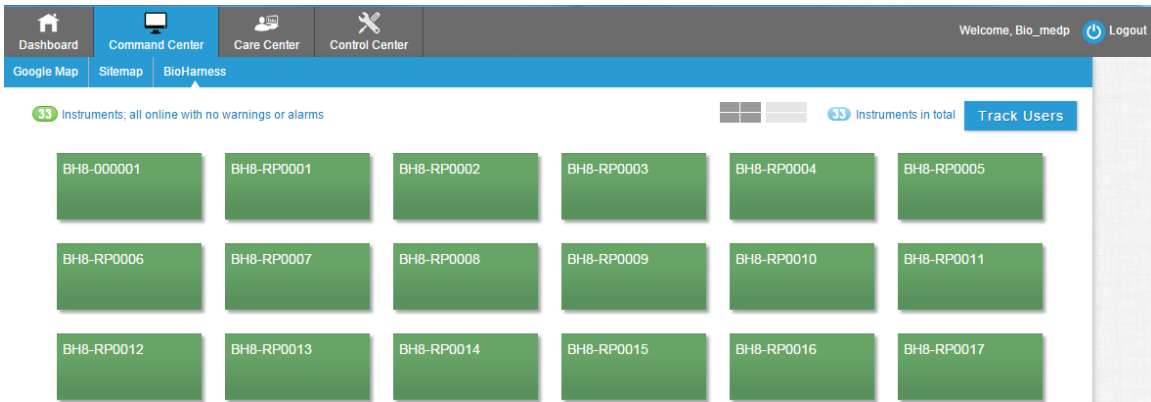 Dashboard Command Center Care Center Control Center Welcome, Bio_medp Logout
Google Map Sitemap BioHarness
33 Instruments; all online with no warnings or alarms 33 Instruments in total Track Users
BH8-000001 BH8-RP0001 BH8-RP0002 BH8-RP0003 BH8-RP0004 BH8-RP0005
BH8-RP0006 BH8-RP0007 BH8-RP0008 BH8-RP0009 BH8-RP0010 BH8-RP0011
BH8-RP0012 BH8-RP0013 BH8-RP0014 BH8-RP0015 BH8-RP0016 BH8-RP0017